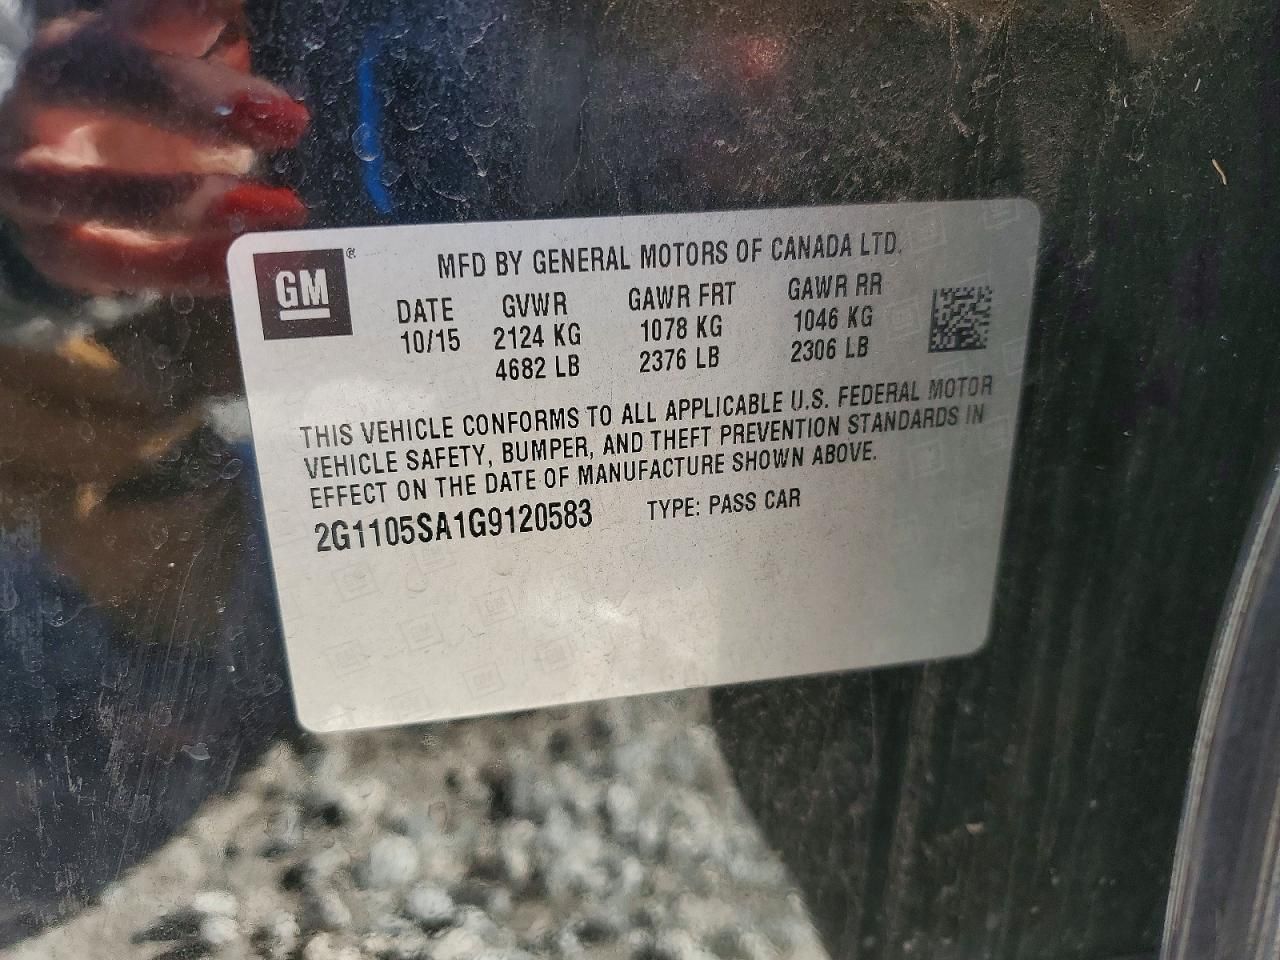 GM ®
MFD BY GENERAL MOTORS OF CANADA LTD.
DATE GVWR GAWR FRT GAWR RR
10/15 2124 KG 1078 KG 1046 KG
4682 LB 2376 LB 2306 LB
THIS VEHICLE CONFORMS TO ALL APPLICABLE U.S. FEDERAL MOTOR
VEHICLE SAFETY, BUMPER, AND THEFT PREVENTION STANDARDS IN
EFFECT ON THE DATE OF MANUFACTURE SHOWN ABOVE.
2G1105SA1G9120583 TYPE: PASS CAR